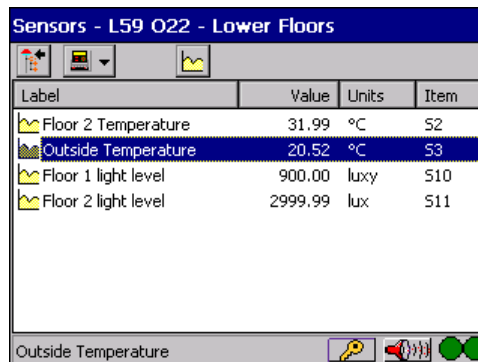 Sensors - L59 O22 - Lower Floors
Label Value Units Item
Floor 2 Temperature 31.99 °C S2
Outside Temperature 20.52 °C S3
Floor 1 light level 900.00 luxy S10
Floor 2 light level 2999.99 lux S11
Outside Temperature